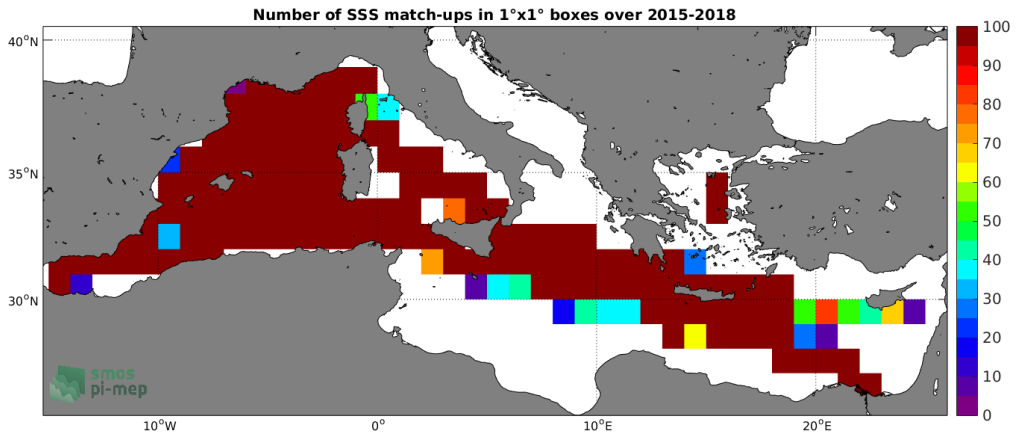 Number of SSS match-ups in 1°x1° boxes over 2015-2018
40°N
35°N
30°N
10°W
0°
10°E
20°E
100
90
80
70
60
50
40
30
20
10
0
smos
pi-mep